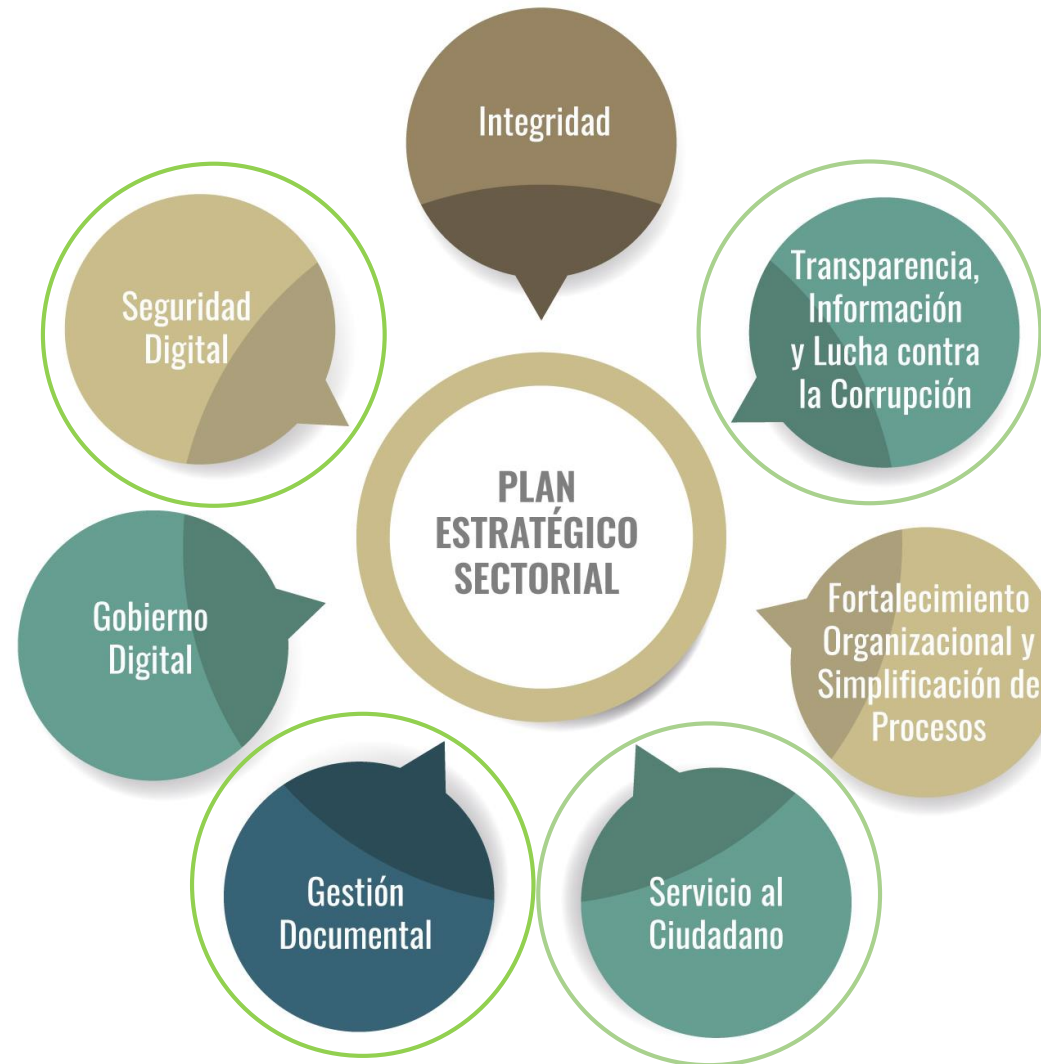 Integridad
Transparencia,
Información
y Lucha contra
la Corrupción
Seguridad
Digital
PLAN
ESTRATÉGICO
SECTORIAL
Fortalecimiento
Organizacional y
Simplificación de
Procesos
Gobierno
Digital
Gestión
Documental
Servicio al
Ciudadano